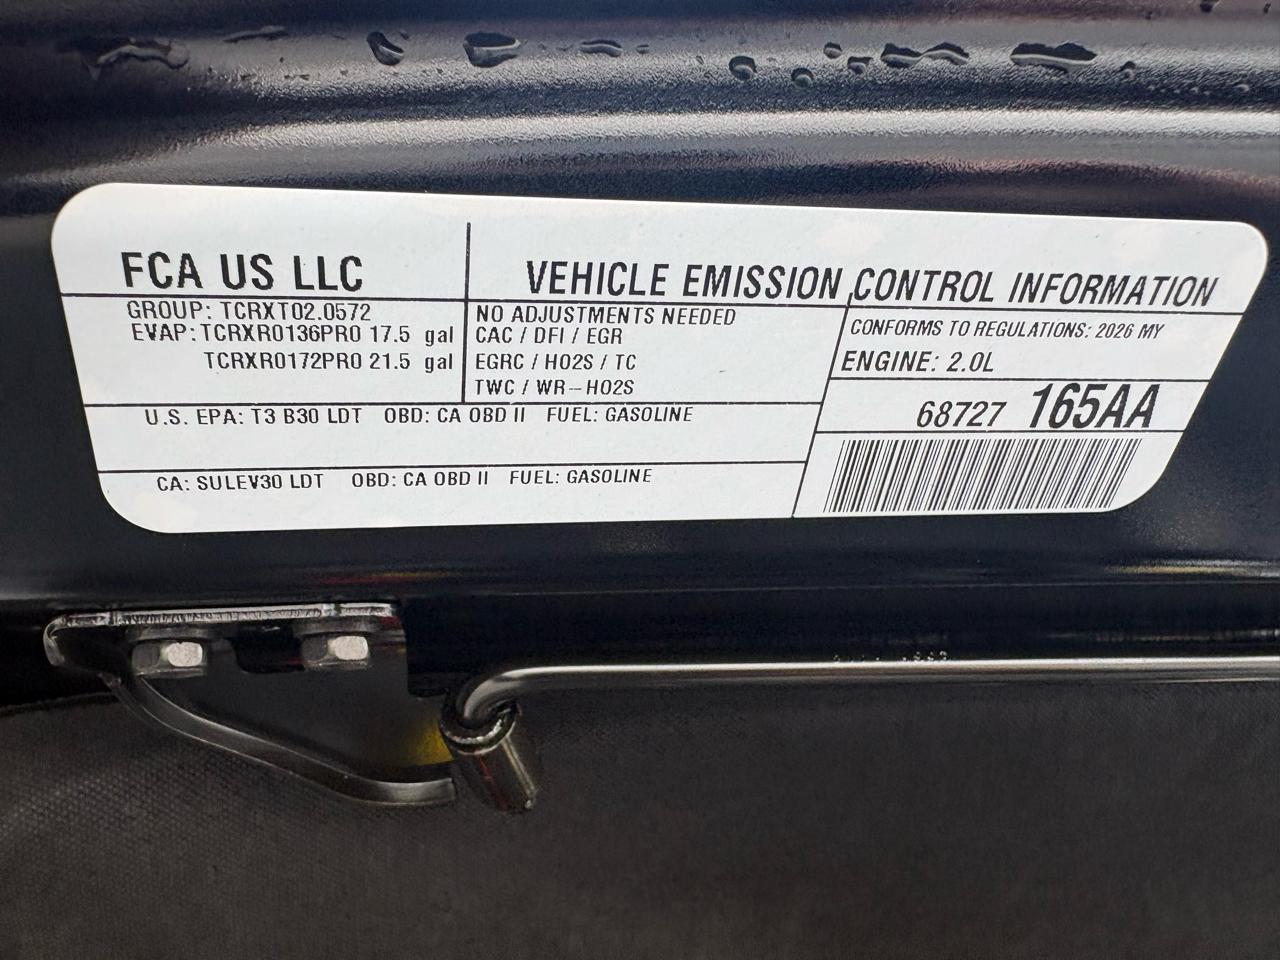 FCA US LLC
VEHICLE EMISSION CONTROL INFORMATION
GROUP: TCRXT02.0572
EVAP: TCRXR0136PR0 17.5 gal
TCRXR0172PR0 21.5 gal
NO ADJUSTMENTS NEEDED
CAC / DFI / EGR
EGRC / HO2S / TC
TWC / WR-HO2S
CONFORMS TO REGULATIONS: 2026 MY
ENGINE: 2.0L
68727 165AA
U.S. EPA: T3 B30 LDT OBD: CA OBD II FUEL: GASOLINE
CA: SULEV30 LDT OBD: CA OBD II FUEL: GASOLINE